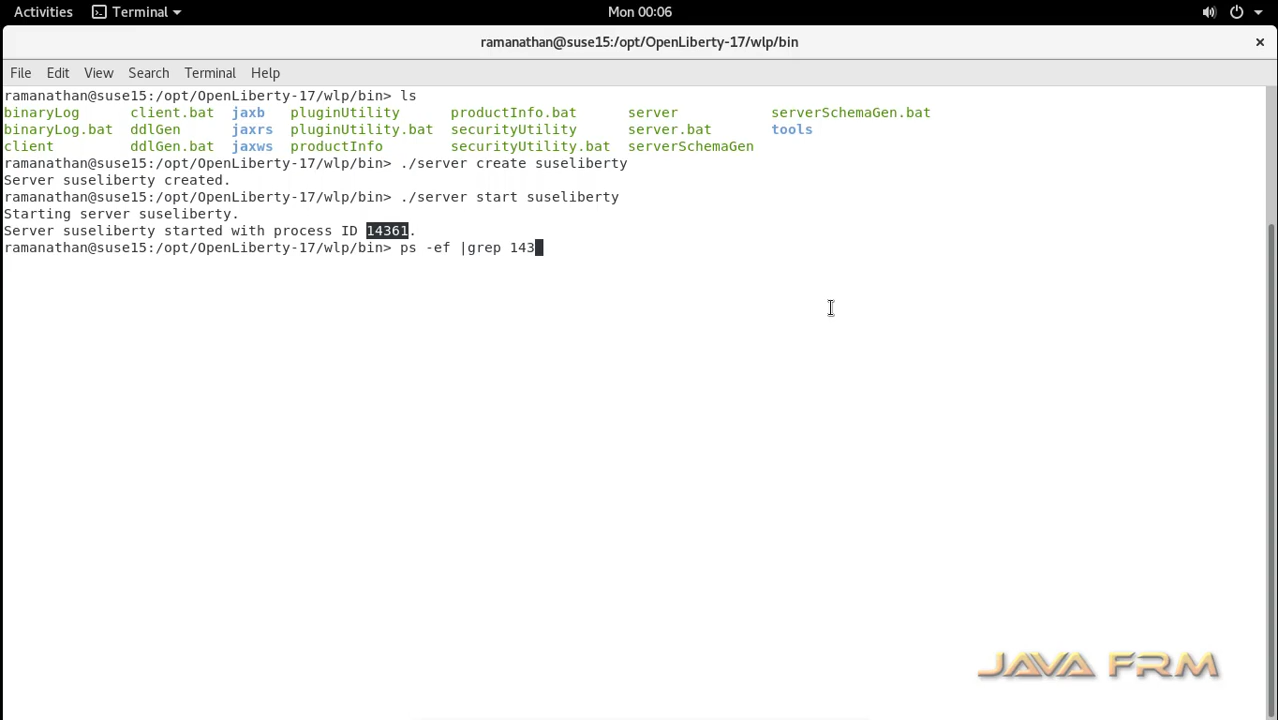 Activities Terminal Mon 00:06
ramanathan@suse15:/opt/OpenLiberty-17/wlp/bin
File Edit View Search Terminal Help
ramanathan@suse15:/opt/OpenLiberty-17/wlp/bin> ls
binaryLog client.bat jaxb pluginUtility productInfo.bat server serverSchemaGen.bat
binaryLog.bat ddlGen jaxrs pluginUtility.bat securityUtility server.bat tools
client ddlGen.bat jaxws productInfo securityUtility.bat serverSchemaGen
ramanathan@suse15:/opt/OpenLiberty-17/wlp/bin> ./server create suseliberty
Server suseliberty created.
ramanathan@suse15:/opt/OpenLiberty-17/wlp/bin> ./server start suseliberty
Starting server suseliberty.
Server suseliberty started with process ID 14361.
ramanathan@suse15:/opt/OpenLiberty-17/wlp/bin> ps -ef |grep 143
JAVA FRM